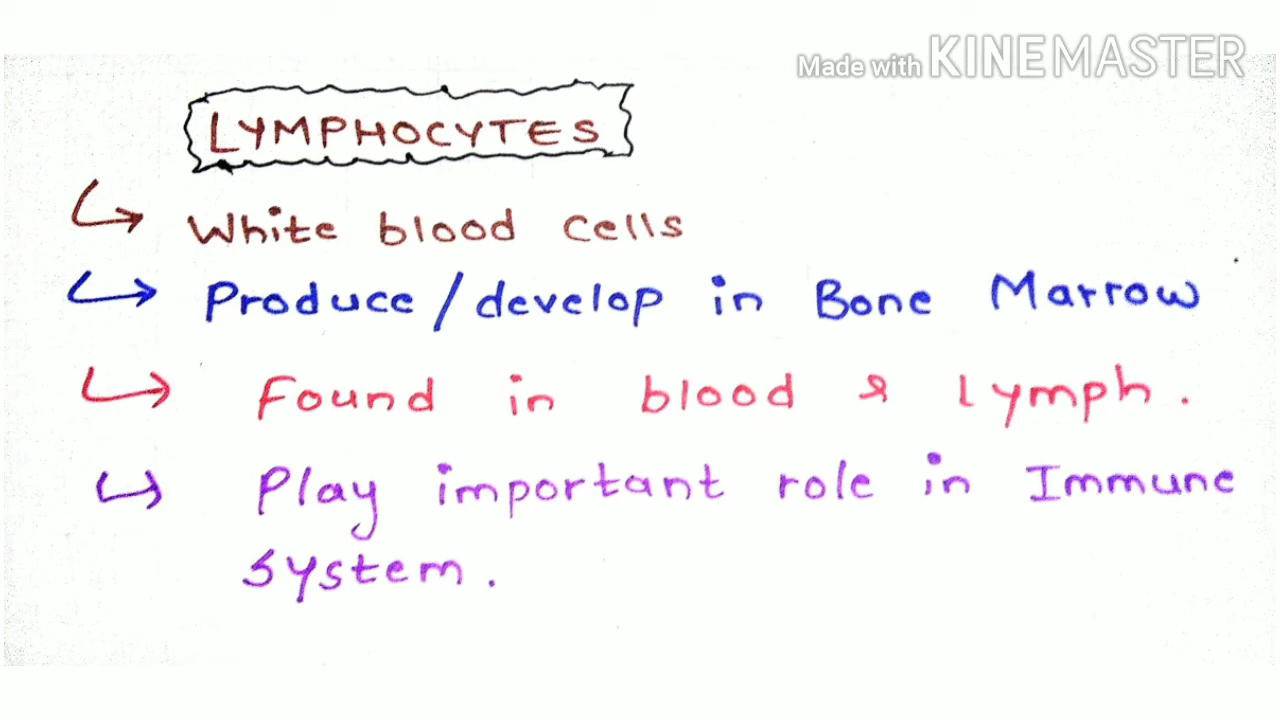 Made with KINEMASTER
LYMPHOCYTES
White blood cells
Produce/develop in Bone Marrow
Found in blood & Lymph.
Play important role in Immune
System.